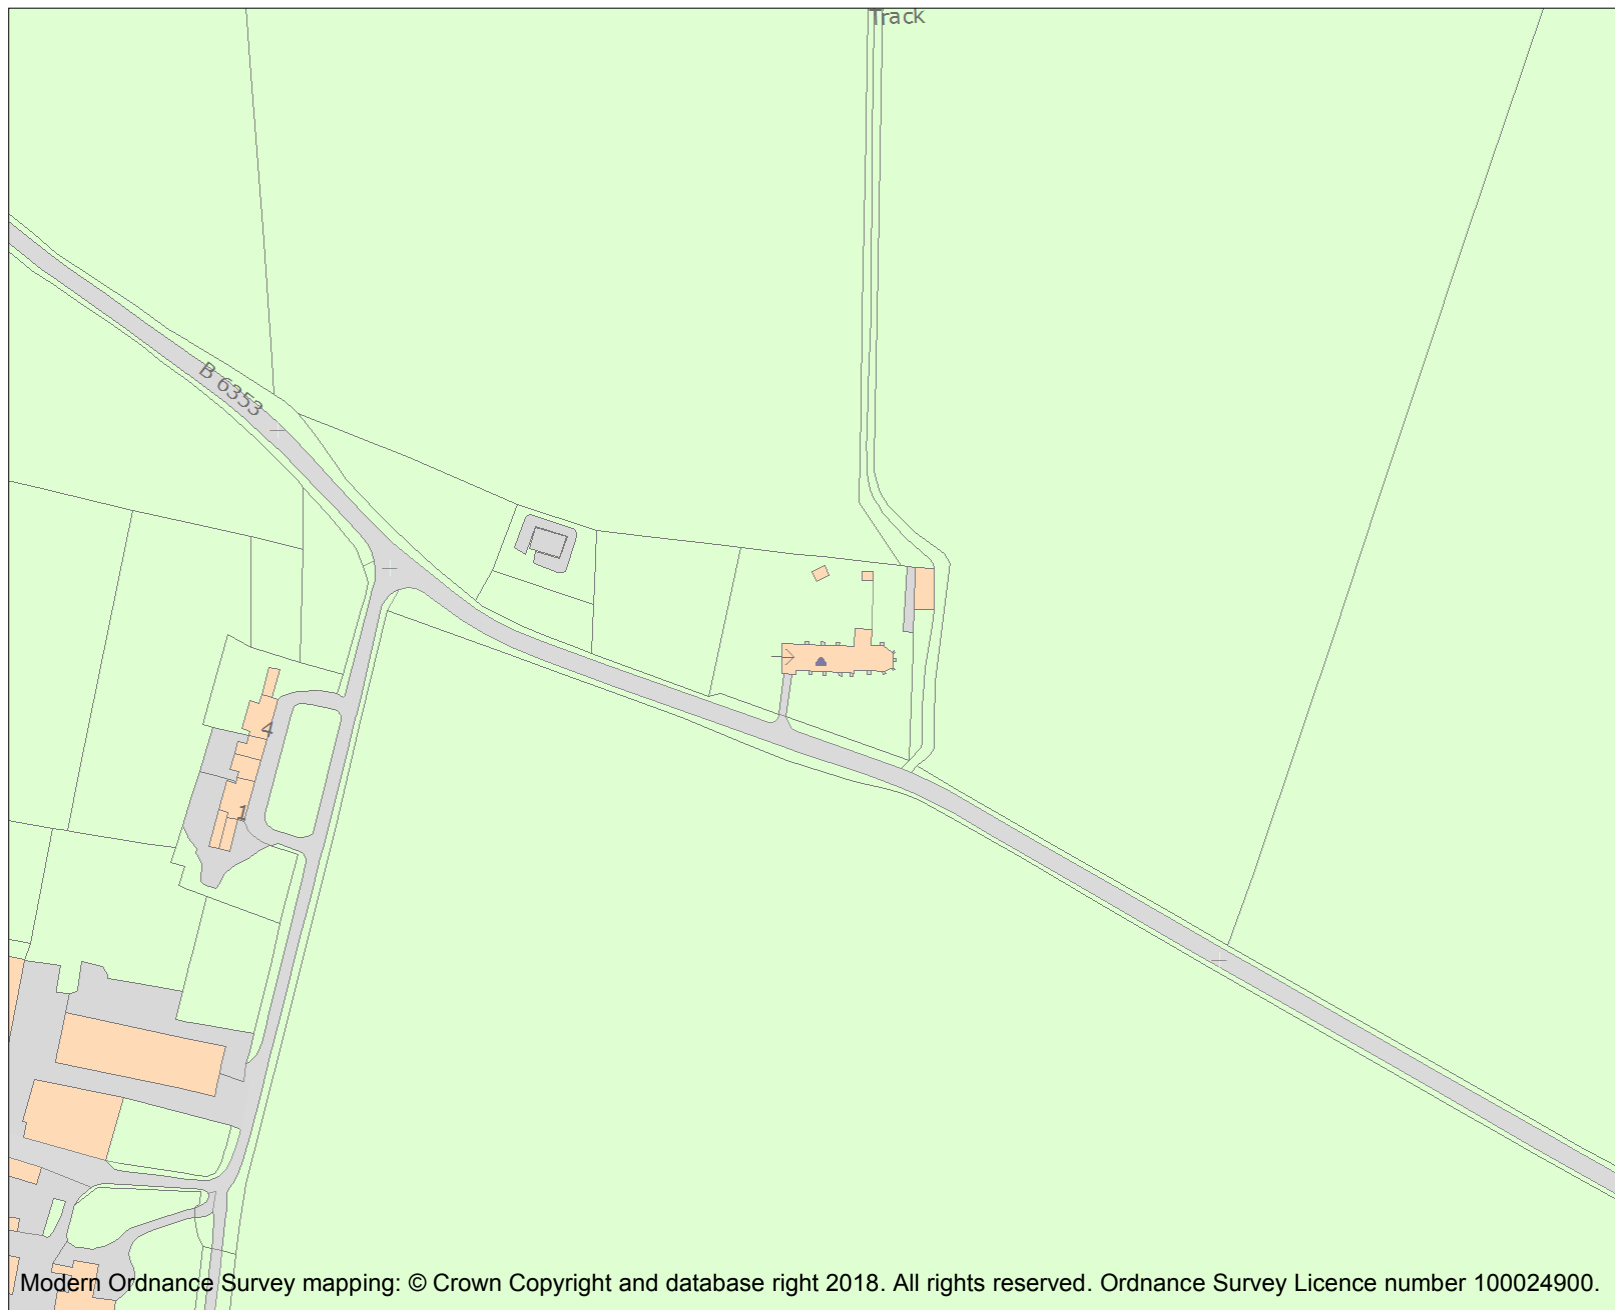 Track
B 6353
4
1
Modern Ordnance Survey mapping: © Crown Copyright and database right 2018. All rights reserved. Ordnance Survey Licence number 100024900.